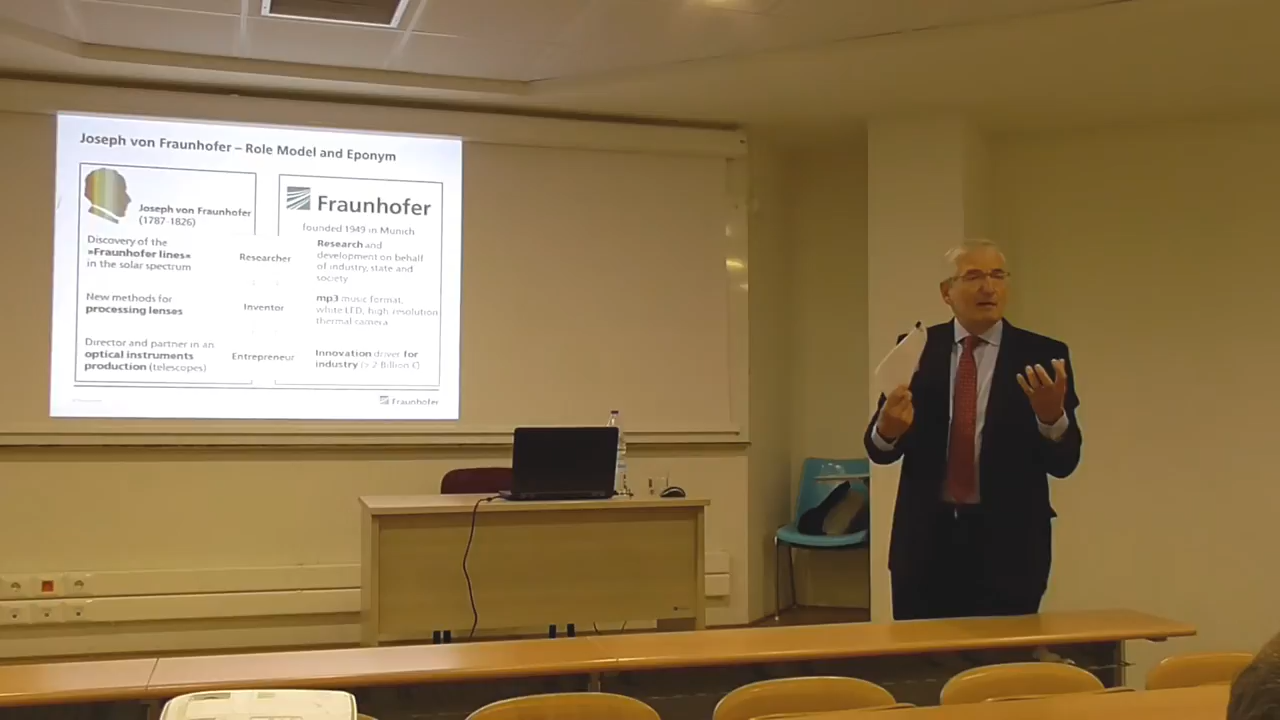 Joseph von Fraunhofer – Role Model and Eponym
Joseph von Fraunhofer
(1787-1826)
Discovery of the
»Fraunhofer lines«
in the solar spectrum
New methods for
processing lenses
Director and partner in an
optical instruments
production (telescopes)
Researcher
Inventor
Entrepreneur
Fraunhofer
founded 1949 in Munich
Research and
development on behalf
of industry, state and
society
mp3 music format,
white LED, high resolution
thermal camera
Innovation driver for
industry (> 2 Billion €)
Fraunhofer